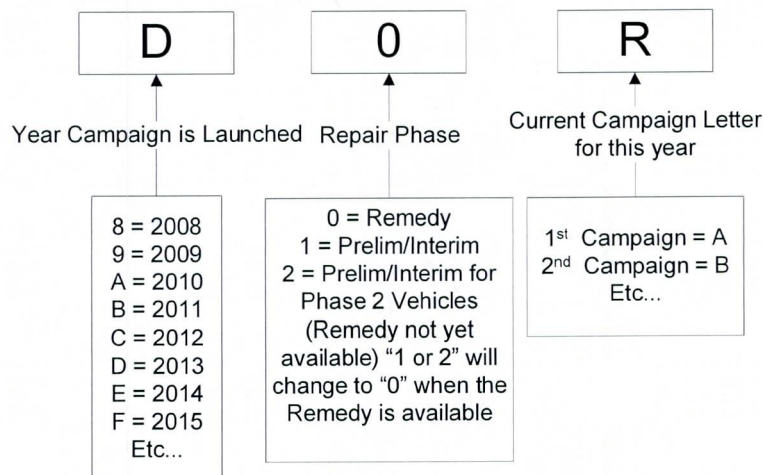 D
0
R
Year Campaign is Launched
Repair Phase
Current Campaign Letter
for this year
8 = 2008
9 = 2009
A = 2010
B = 2011
C = 2012
D = 2013
E = 2014
F = 2015
Etc...
0 = Remedy
1 = Prelim/Interim
2 = Prelim/Interim for
Phase 2 Vehicles
(Remedy not yet
available) “1 or 2” will
change to “0” when the
Remedy is available
1st Campaign = A
2nd Campaign = B
Etc...